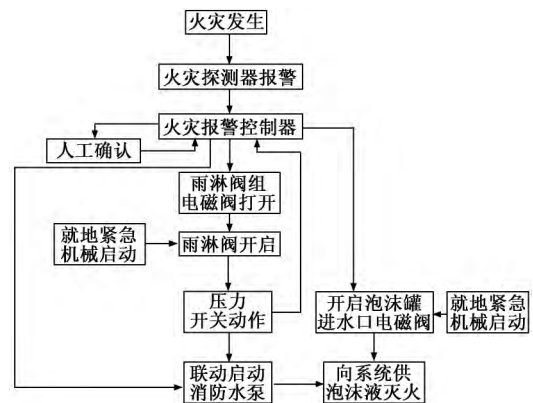 火灾发生
火灾探测器报警
火灾报警控制器
人工确认
雨淋阀组
电磁阀打开
就地紧急
机械启动
雨淋阀开启
压力
开关动作
开启泡沫罐
进水口电磁阀
就地紧急
机械启动
联动启动
消防水泵
向系统供
泡沫液灭火